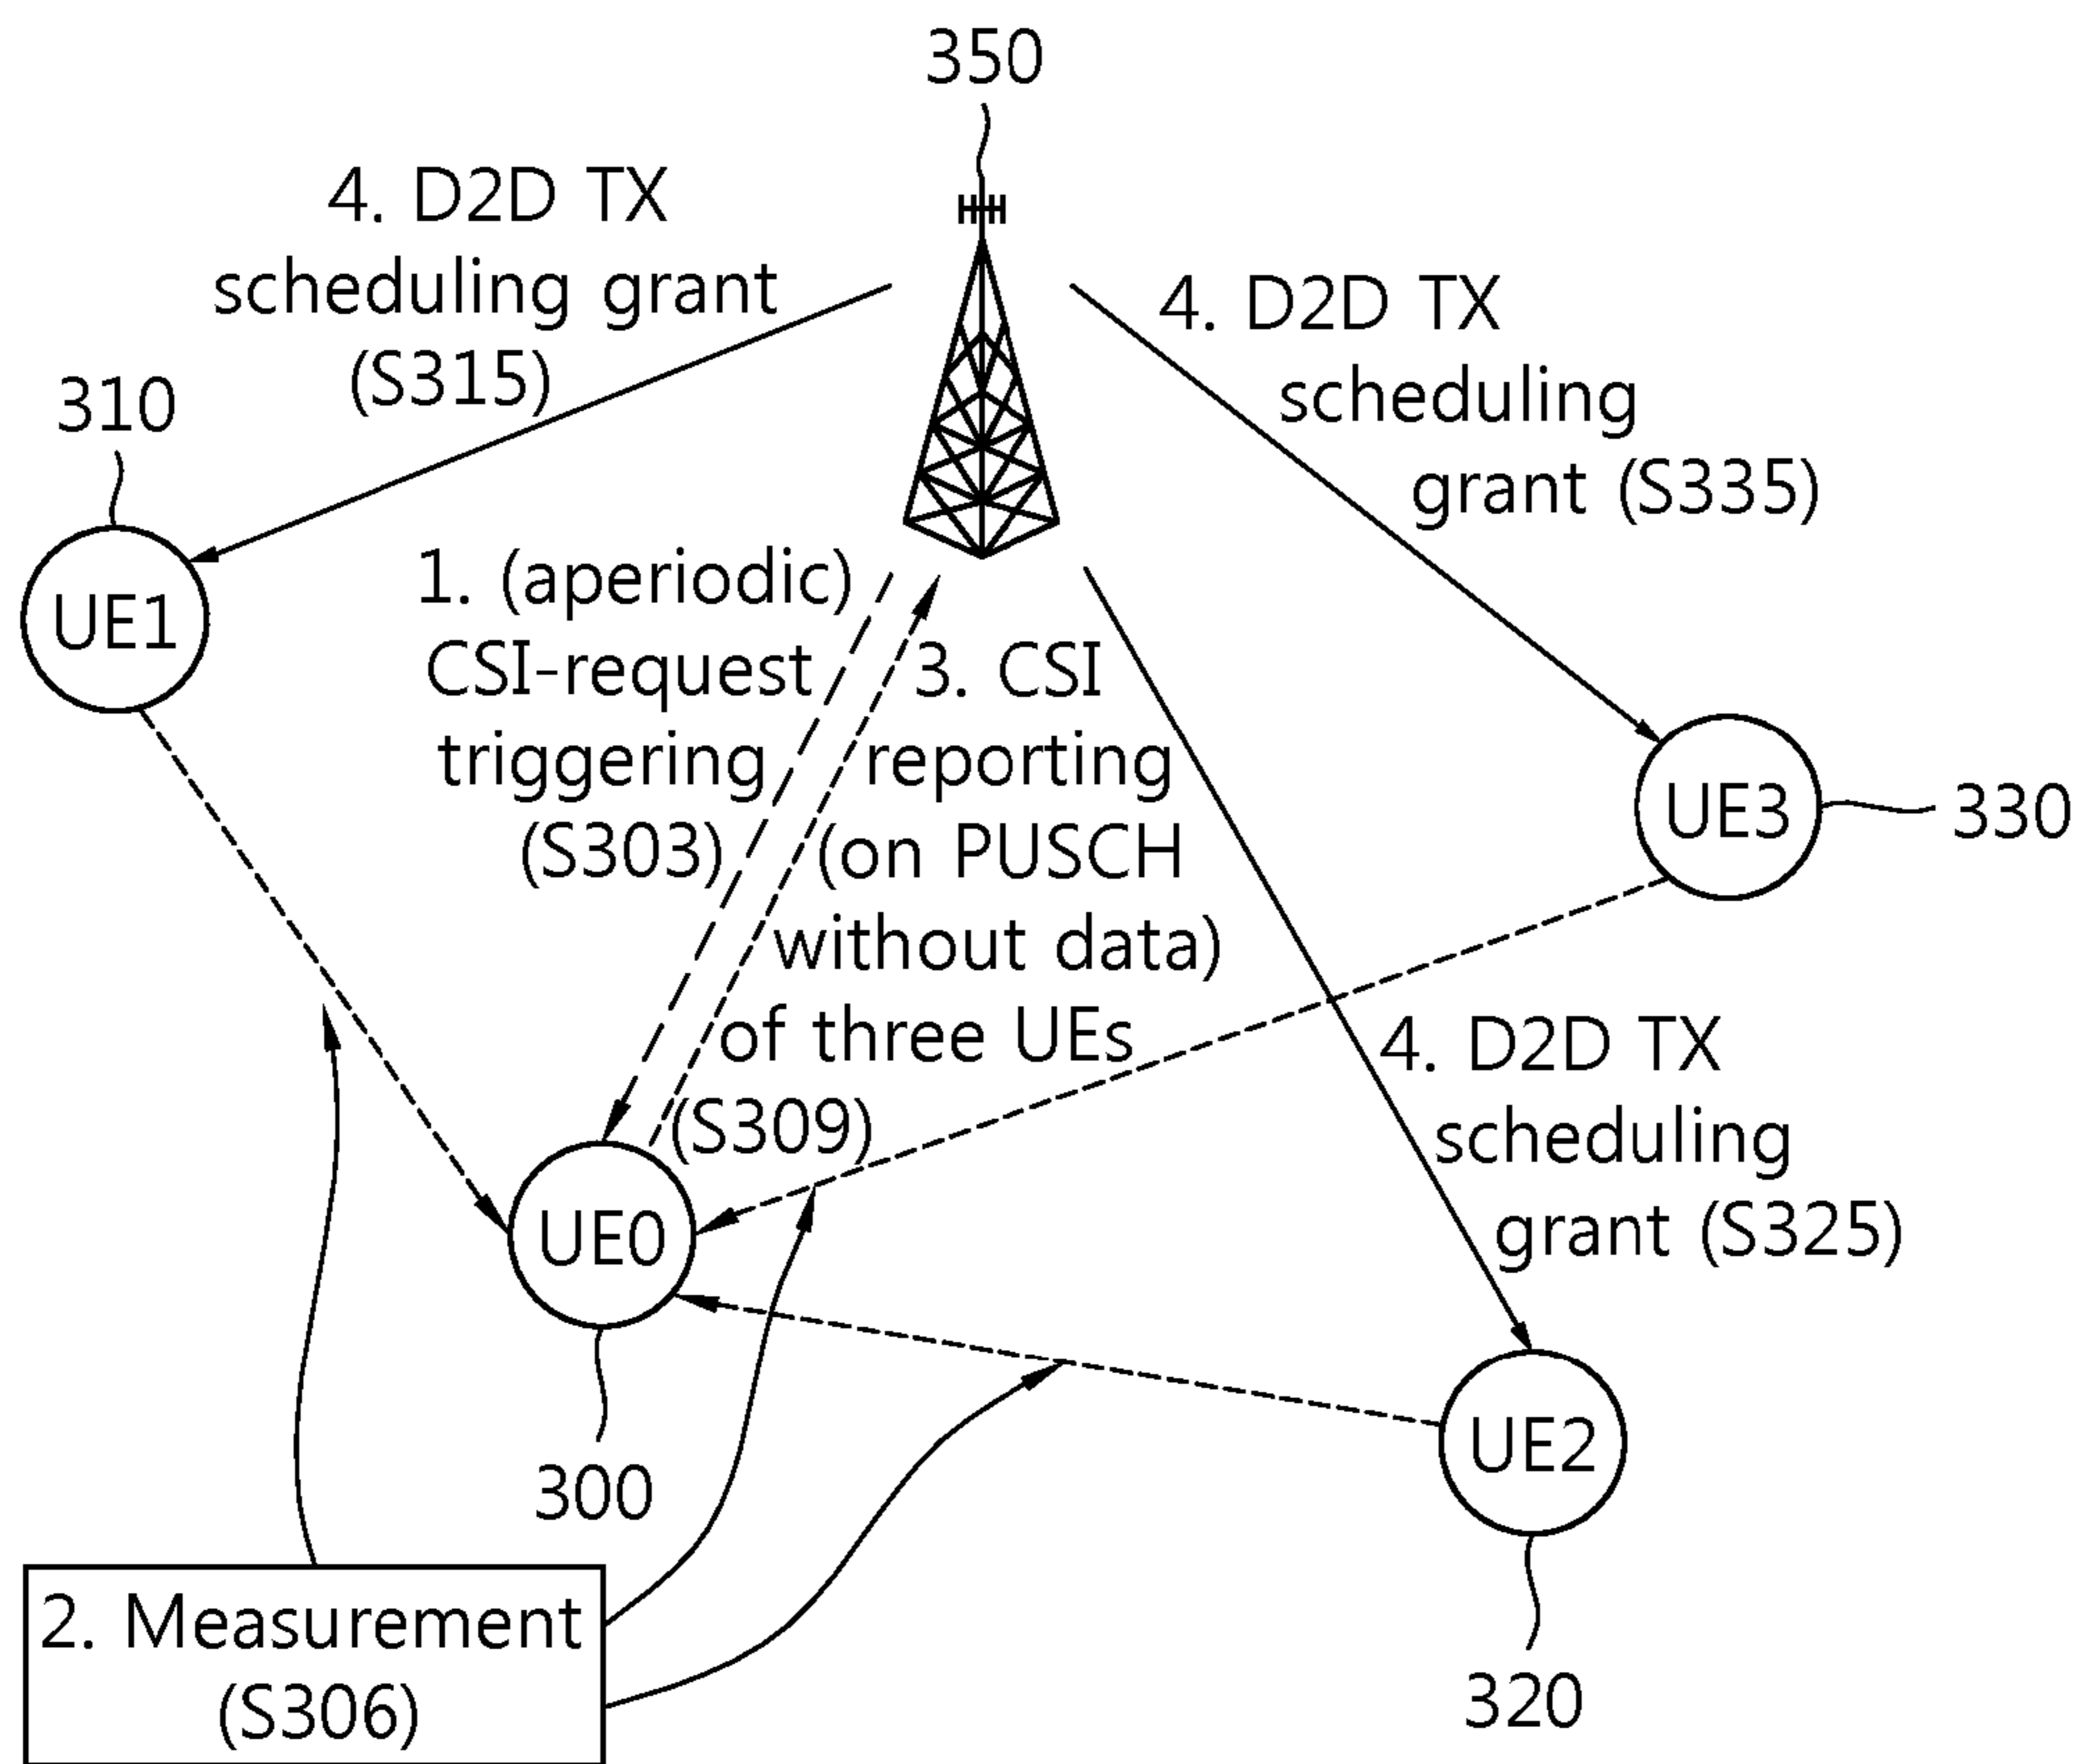 350
4. D2D TX
scheduling grant
(S315)
4. D2D TX
scheduling
grant (S335)
310
UE1
1. (aperiodic)
CSI-request
triggering
(S303)
3. CSI
reporting
(on PUSCH
without data)
of three UEs
(S309)
UE3
330
4. D2D TX
scheduling
grant (S325)
UE0
300
UE2
320
2. Measurement
(S306)